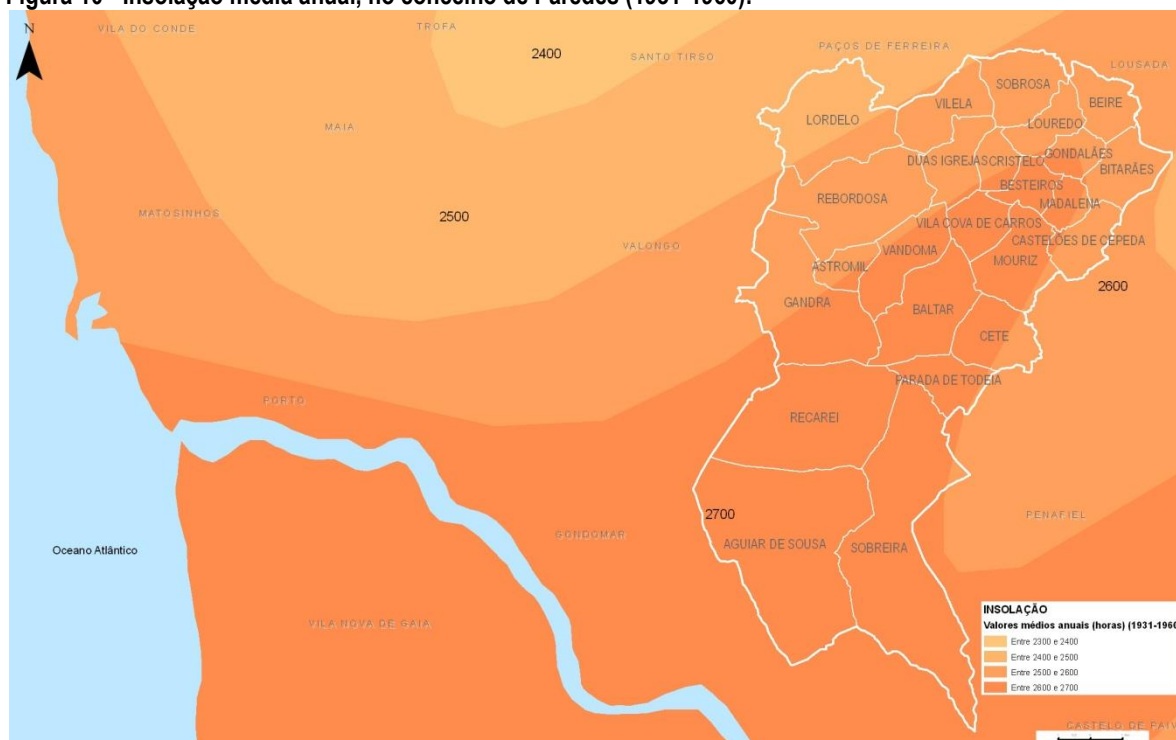 Figura 10 - Insolação média anual, no concelho de Paredes (1931-1960).
N
VILA DO CONDE
TROFA
2400
SANTO TIRSO
PAÇOS DE FERREIRA
LOUSADA
SOBROSA
VILELA
BEIRE
LORDELO
LOUREDO
MAIA
DUAS IGREJAS
CRISTELO
GONDALÃES
BITARÃES
BESTEIROS
REBORDOSA
MADALENA
MATOSINHOS
2500
VILA COVA DE CARROS
VALONGO
VANDOMA
CASTELÕES DE CEPEDA
MOURIZ
ASTROMIL
2600
GANDRA
BALTAR
CETE
PARADA DE TODEIA
PORTO
RECAREI
2700
PENAFIEL
GONDOMAR
Oceano Atlântico
AGUIAR DE SOUSA
SOBREIRA
VILA NOVA DE GAIA
INSOLAÇÃO
Valores médios anuais (horas) (1931-1960
Entre 2300 e 2400
Entre 2400 e 2500
Entre 2500 e 2600
Entre 2600 e 2700
CASTELO DE PAIV